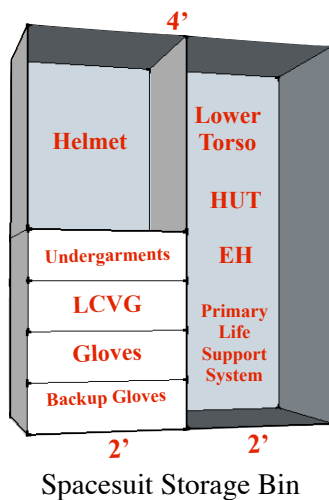 4’
Helmet
Undergarments
LCVG
Gloves
Backup Gloves
Lower
Torso
HUT
EH
Primary
Life
Support
System
2’
2’
Spacesuit Storage Bin